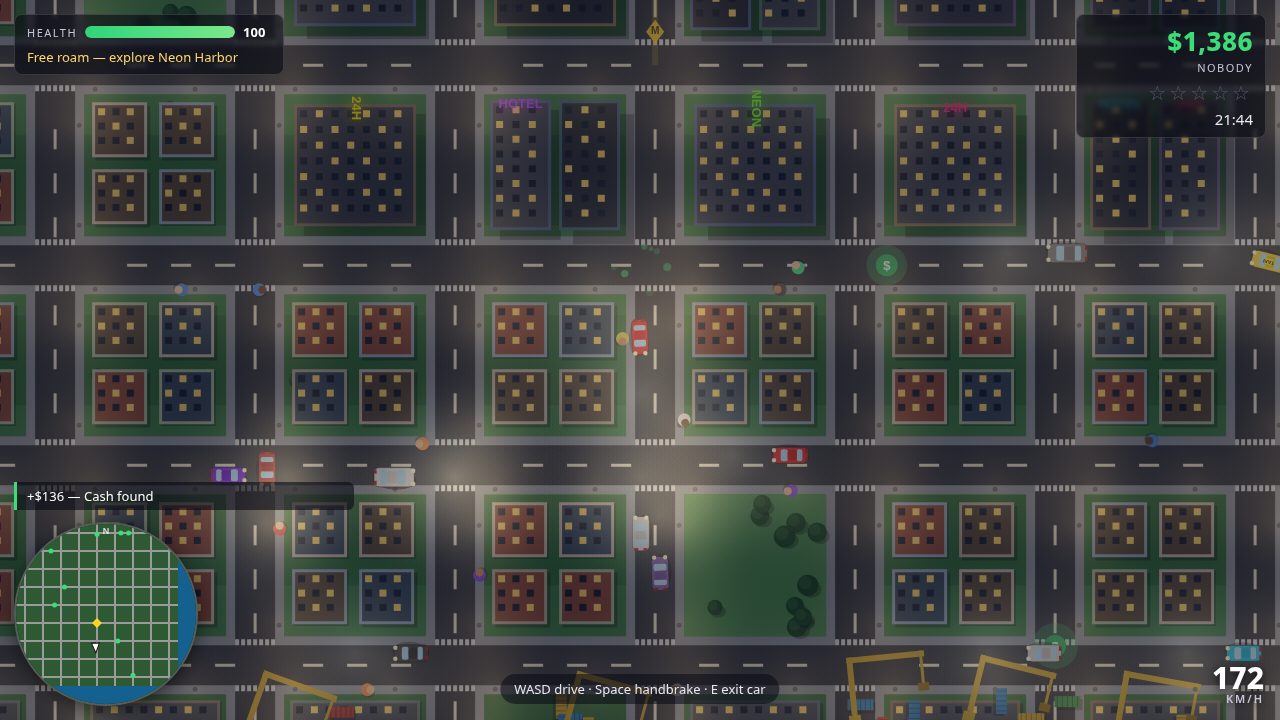 HEALTH 100
Free roam — explore Neon Harbor
M
$1,386
NOBODY
☆☆☆☆☆
21:44
24H
HOTEL
NEON
24H
$
+$136 — Cash found
N
WASD drive · Space handbrake · E exit car
172
KM/H